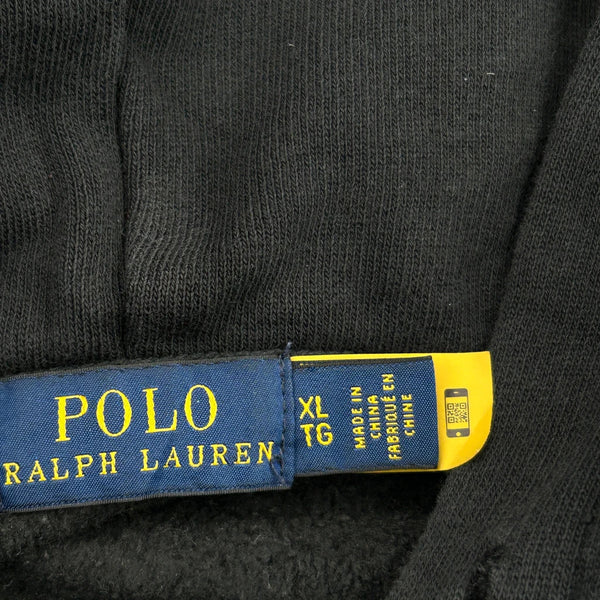 POLO
RALPH LAUREN
XL
TG
MADE IN
CHINA
FABRIQUÉ EN
CHINE